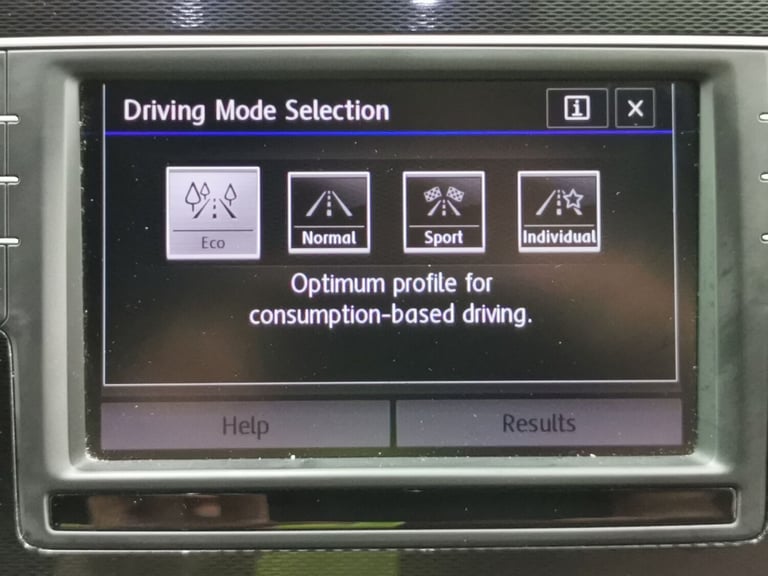 Driving Mode Selection
Eco
Normal
Sport
Individual
Optimum profile for
consumption-based driving.
Help
Results